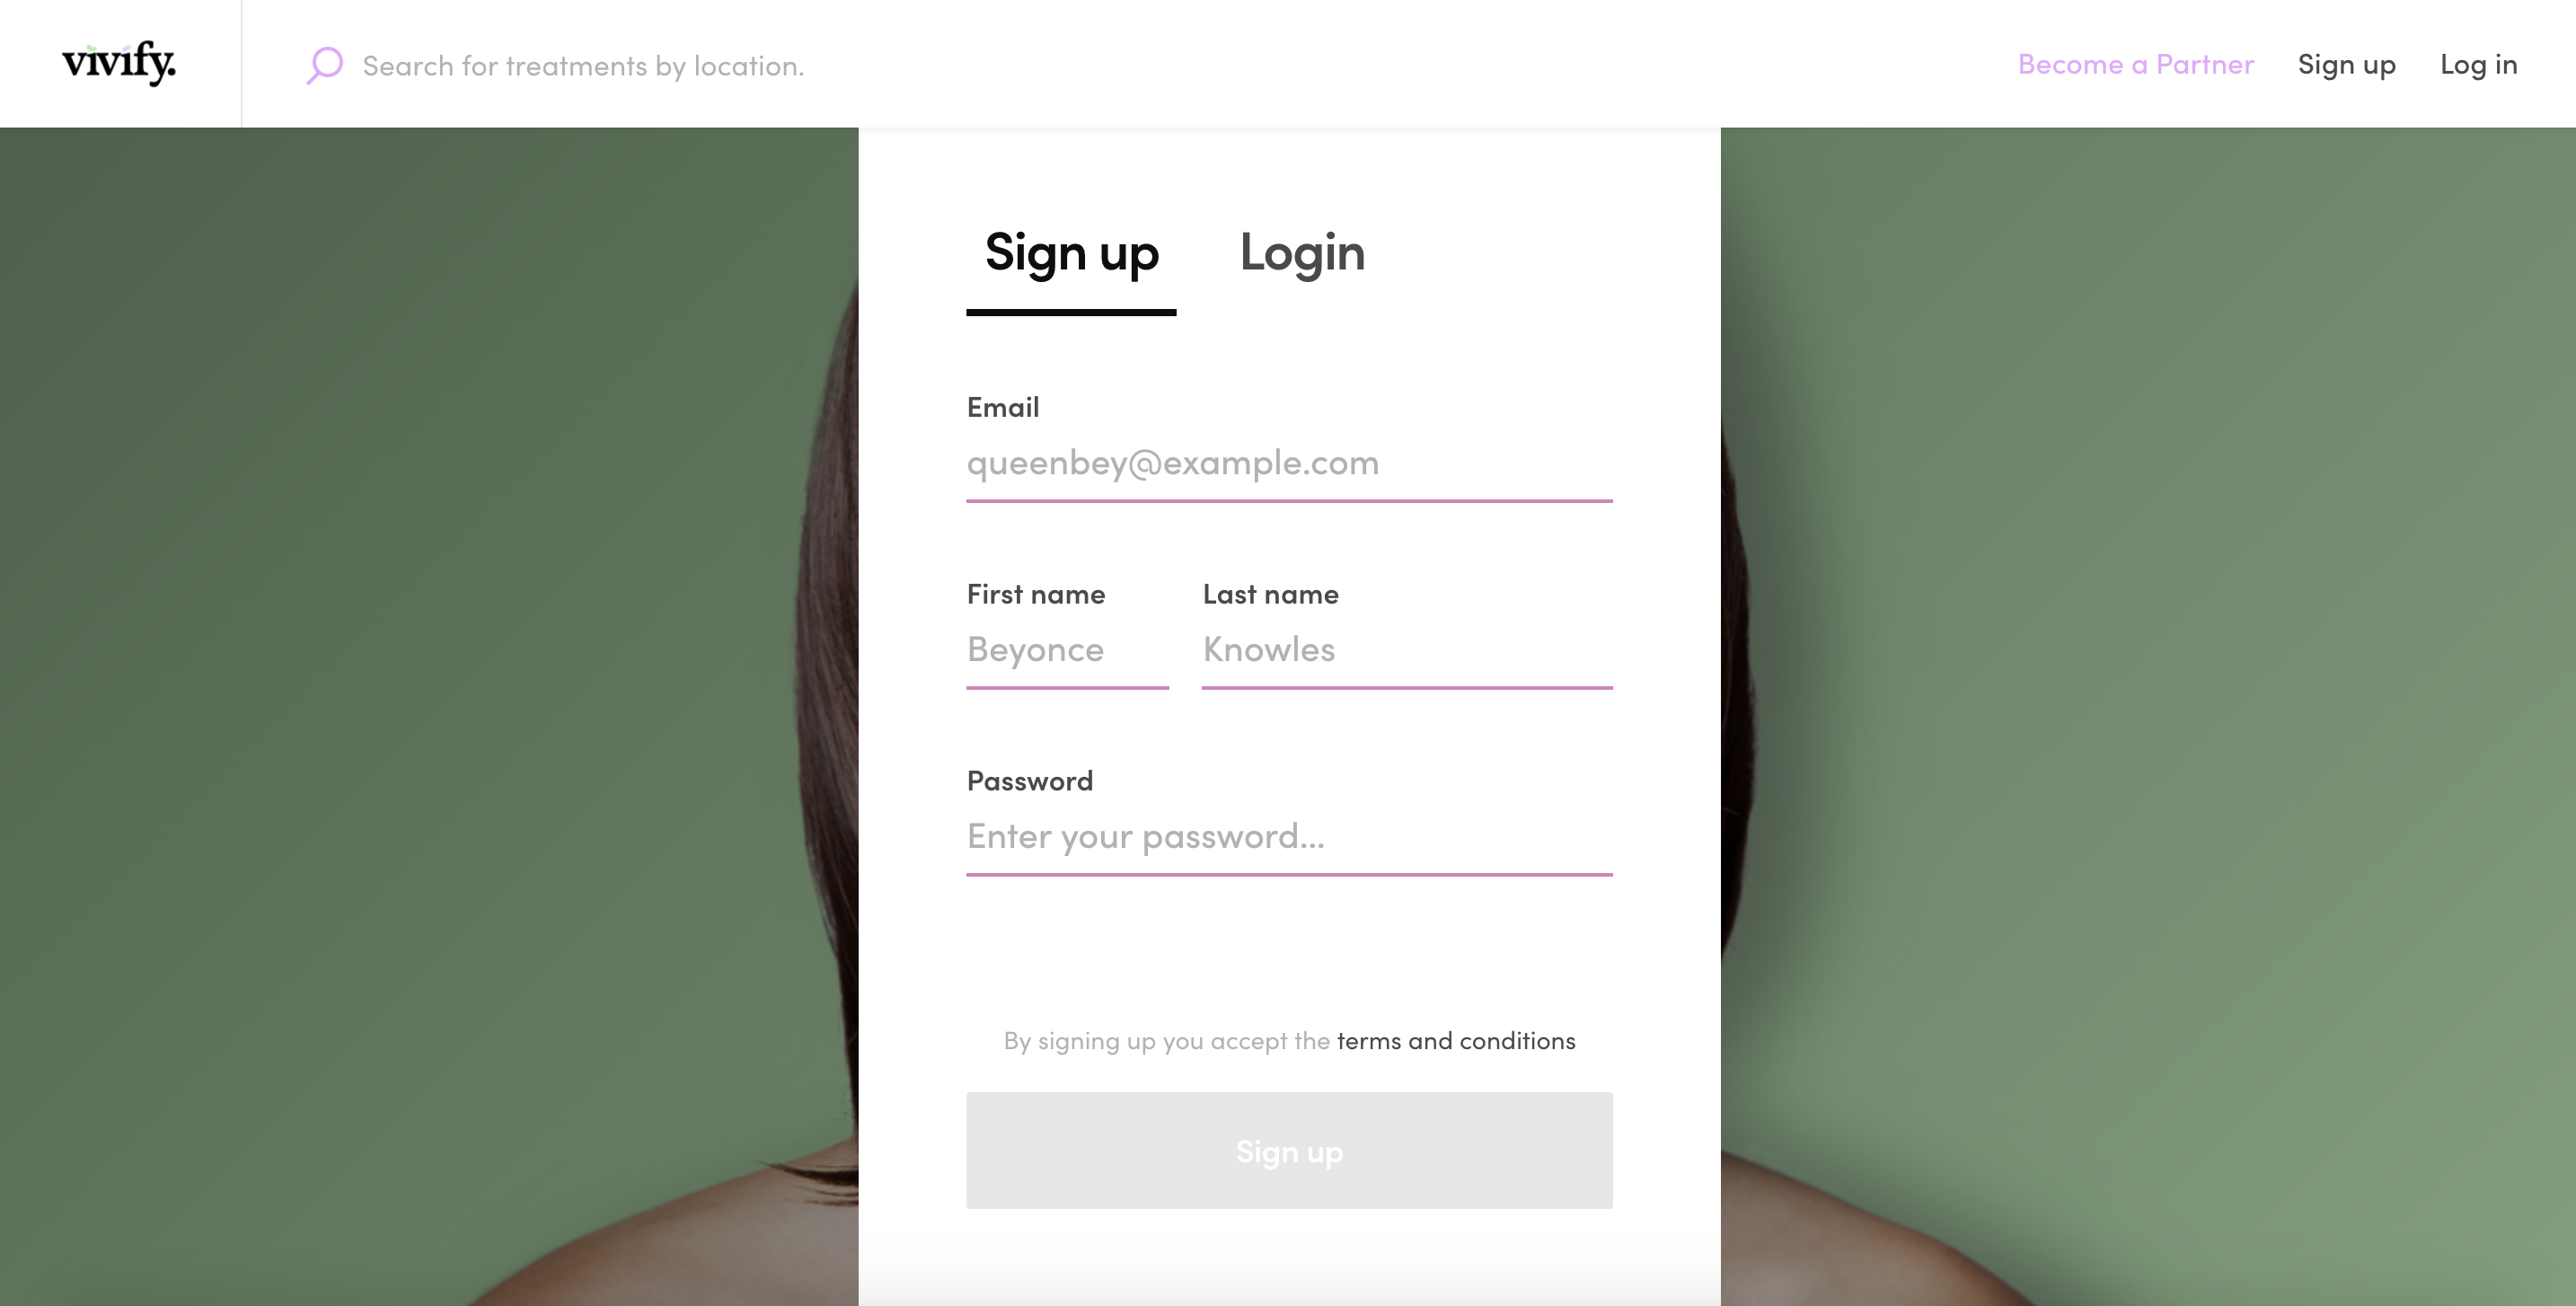 vivify.
Search for treatments by location.
Become a Partner
Sign up
Log in
Sign up
Login
Email
queenbey@example.com
First name
Last name
Beyonce
Knowles
Password
Enter your password...
By signing up you accept the terms and conditions
Sign up